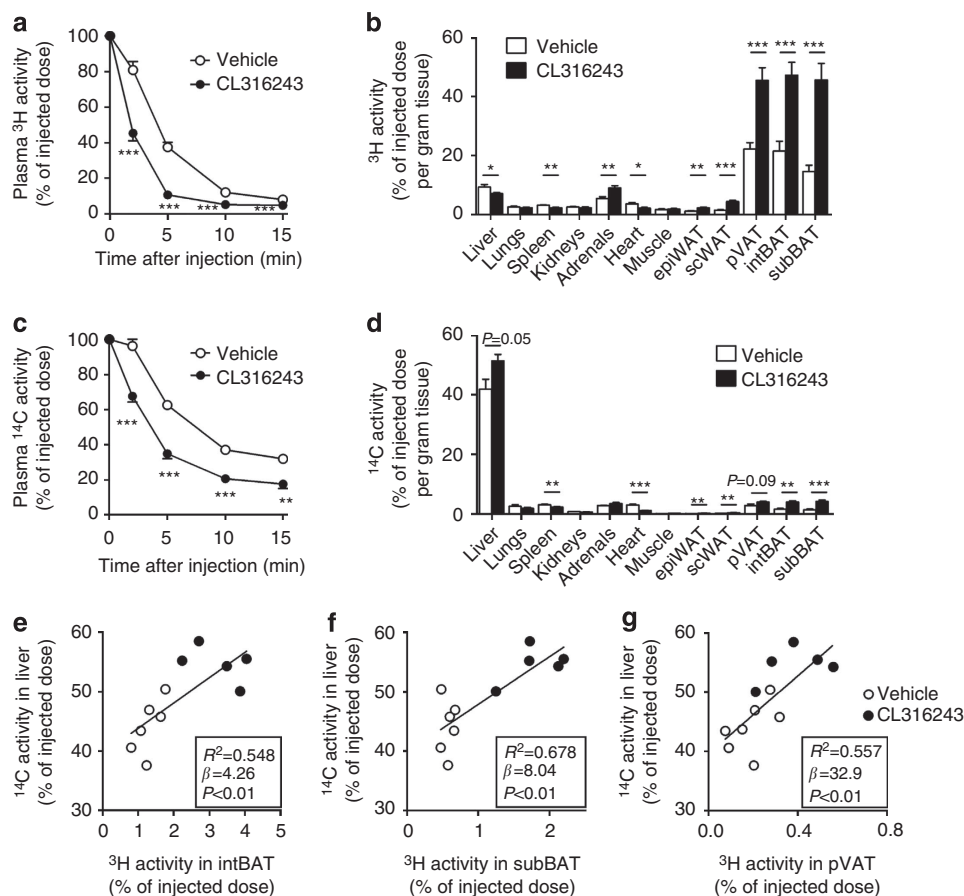 a
100
80
60
40
20
0
Plasma ³H activity
(% of injected dose)
Vehicle
CL316243
***
***
***
***
0 5 10 15
Time after injection (min)
b
60
40
20
0
³H activity
(% of injected dose
per gram tissue)
Vehicle
CL316243
*
**
**
*
**
***
***
***
***
Liver
Lungs
Spleen
Kidneys
Adrenals
Heart
Muscle
epiWAT
scWAT
pVAT
intBAT
subBAT
c
100
80
60
40
20
0
Plasma ¹⁴C activity
(% of injected dose)
Vehicle
CL316243
***
***
***
**
0 5 10 15
Time after injection (min)
d
60
40
20
0
¹⁴C activity
(% of injected dose
per gram tissue)
P=0.05
Vehicle
CL316243
**
***
**
**
P=0.09
**
***
Liver
Lungs
Spleen
Kidneys
Adrenals
Heart
Muscle
epiWAT
scWAT
pVAT
intBAT
subBAT
e
60
50
40
30
¹⁴C activity in liver
(% of injected dose)
R²=0.548
β=4.26
P<0.01
0 1 2 3 4 5
³H activity in intBAT
(% of injected dose)
f
60
50
40
30
¹⁴C activity in liver
(% of injected dose)
R²=0.678
β=8.04
P<0.01
0 1 2
³H activity in subBAT
(% of injected dose)
g
60
50
40
30
¹⁴C activity in liver
(% of injected dose)
Vehicle
CL316243
R²=0.557
β=32.9
P<0.01
0.0 0.4 0.8
³H activity in pVAT
(% of injected dose)